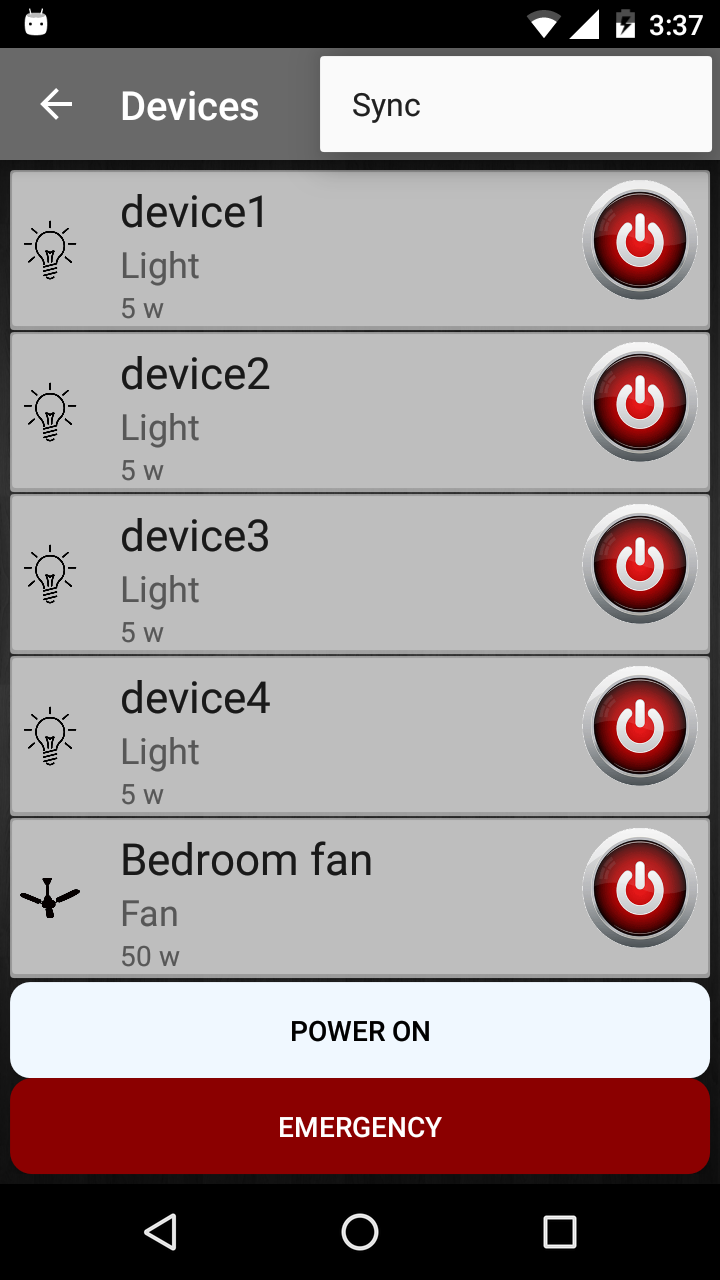 3:37
Devices
Sync
device1
Light
5 w
device2
Light
5 w
device3
Light
5 w
device4
Light
5 w
Bedroom fan
Fan
50 w
POWER ON
EMERGENCY